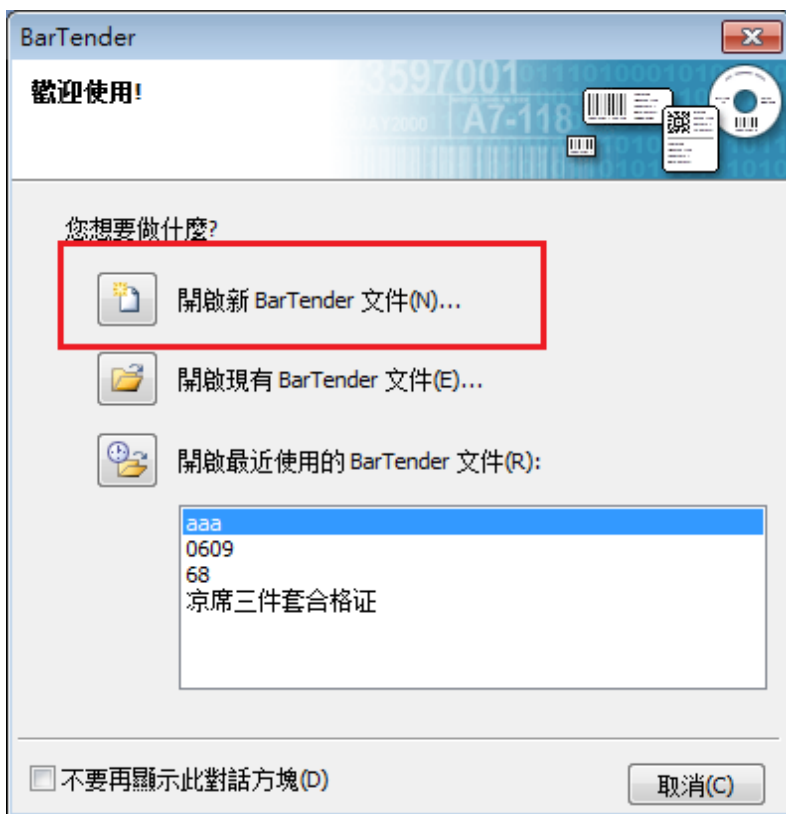 BarTender
歡迎使用!
43597001
A7-118
您想要做什麼?
開啟新 BarTender 文件(N)...
開啟現有 BarTender 文件(E)...
開啟最近使用的 BarTender 文件(R):
aaa
0609
68
凉席三件套合格证
不要再顯示此對話方塊(D)
取消(C)